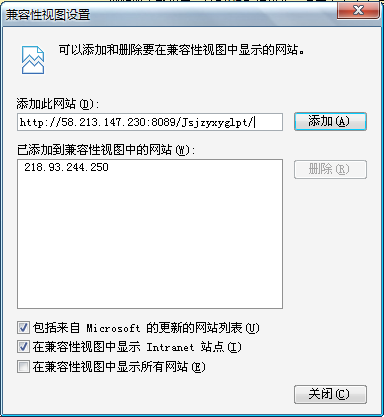 兼容性视图设置
可以添加和删除要在兼容性视图中显示的网站。
添加此网站(D):
http://58.213.147.230:8089/Jsjzyxyglpt/
添加(A)
已添加到兼容性视图中的网站(W):
218.93.244.250
删除(R)
包括来自 Microsoft 的更新的网站列表(U)
在兼容性视图中显示 Intranet 站点(I)
在兼容性视图中显示所有网站(E)
关闭(C)